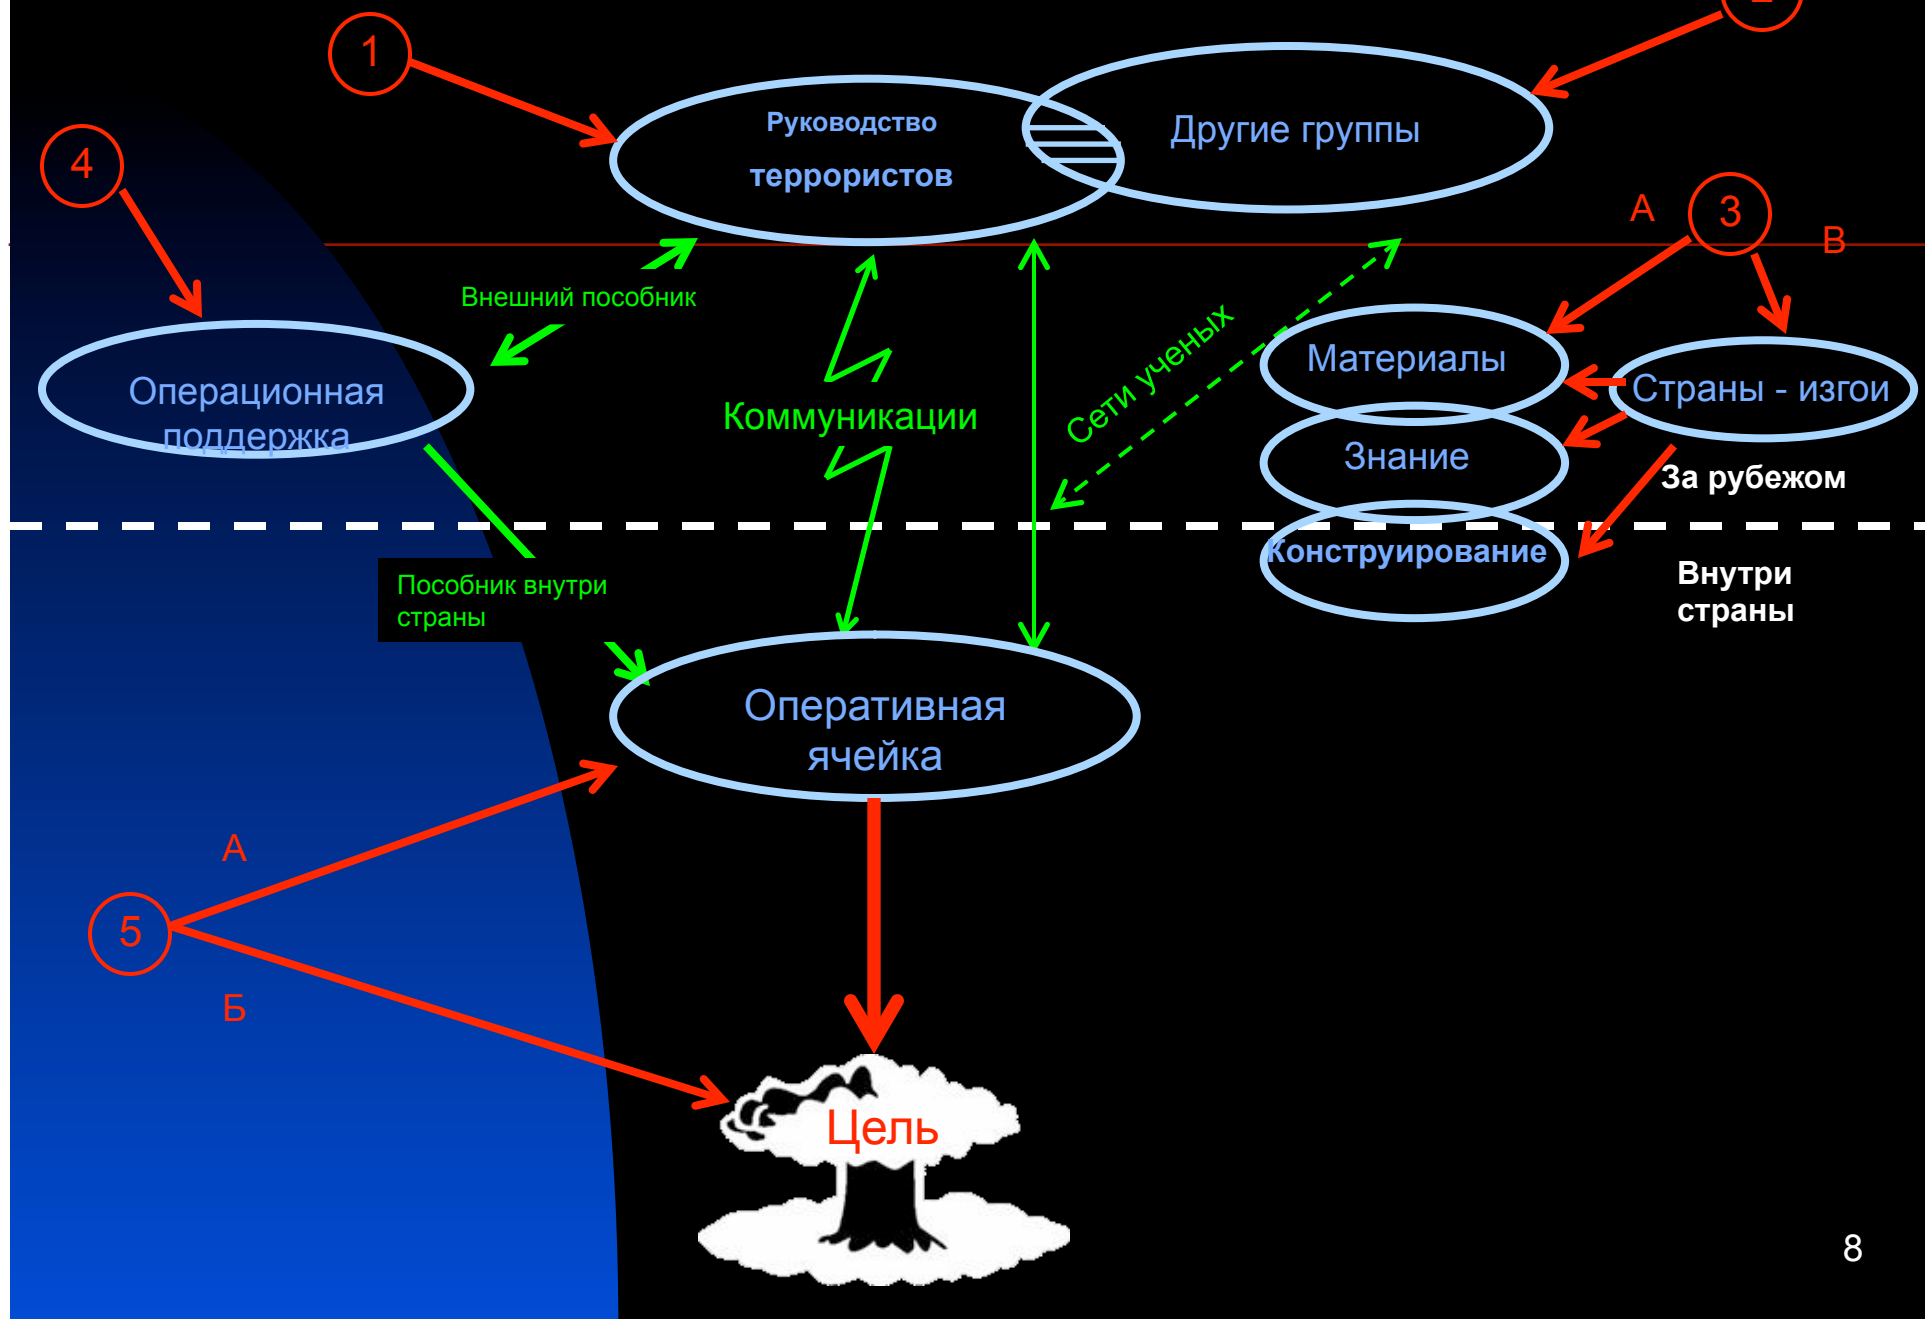 1
Руководство
террористов
Другие группы
4
А
3
В
Внешний пособник
Сети ученых
Материалы
Операционная
поддержка
Коммуникации
Страны - изгои
Знание
За рубежом
Конструирование
Пособник внутри
страны
Внутри
страны
Оперативная
ячейка
А
5
Б
Цель
8